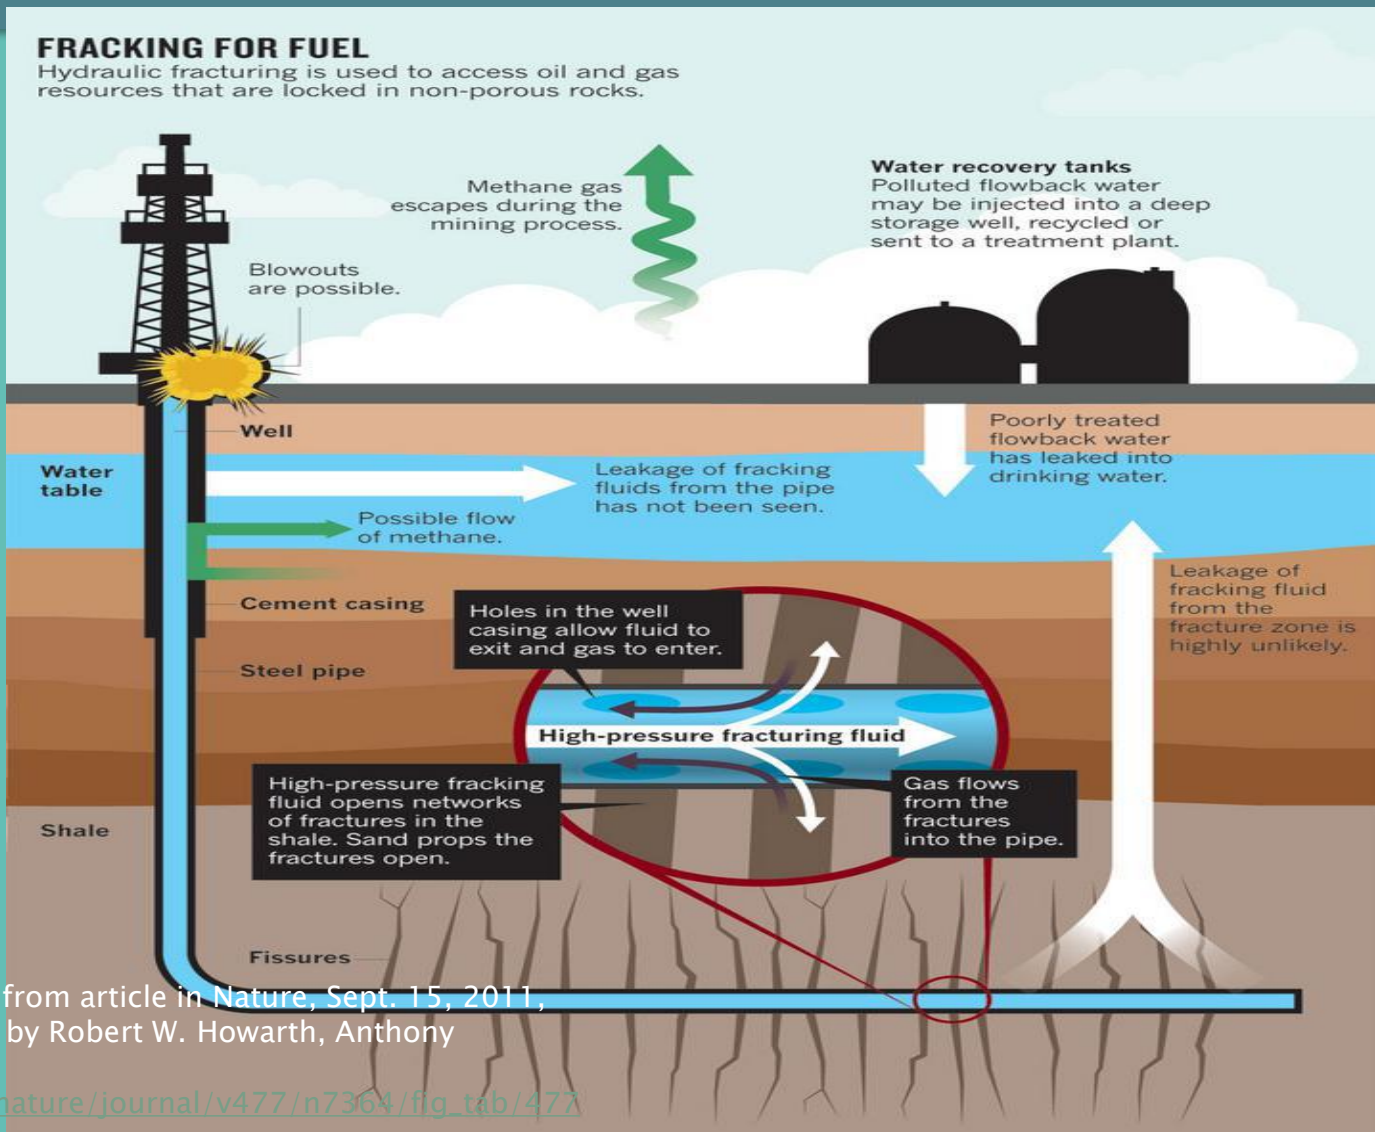 FRACKING FOR FUEL
Hydraulic fracturing is used to access oil and gas
resources that are locked in non-porous rocks.
Methane gas
escapes during the
mining process.
Water recovery tanks
Polluted flowback water
may be injected into a deep
storage well, recycled or
sent to a treatment plant.
Blowouts
are possible.
Well
Water
table
Leakage of fracking
fluids from the pipe
has not been seen.
Poorly treated
flowback water
has leaked into
drinking water.
Possible flow
of methane.
Cement casing
Leakage of
fracking fluid
from the
fracture zone is
highly unlikely.
Holes in the well
casing allow fluid to
exit and gas to enter.
Steel pipe
High-pressure fracturing fluid
High-pressure fracking
fluid opens networks
of fractures in the
shale. Sand props the
fractures open.
Gas flows
from the
fractures
into the pipe.
Shale
Fissures
from article in Nature, Sept. 15, 2011,
by Robert W. Howarth, Anthony
nature/journal/v477/n7364/fig_tab/477